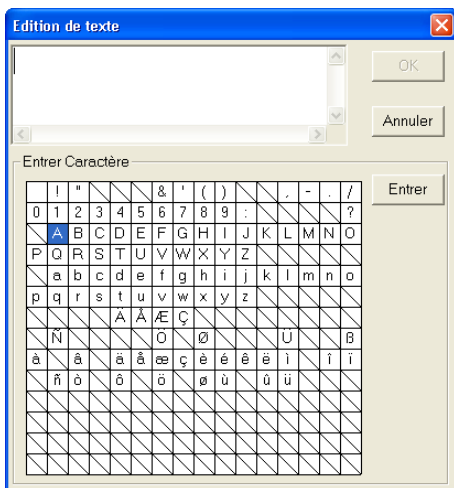 Edition de texte
OK
Annuler
Entrer Caractère
Entrer
! " & ' ( ) , - . /
0 1 2 3 4 5 6 7 8 9 : ?
A B C D E F G H I J K L M N O
P Q R S T U V W X Y Z
a b c d e f g h i j k l m n o
p q r s t u v w x y z
Ä Å Æ Ç
Ñ Ö Ø Ü ß
à â ä å æ ç è é ê ë ì î ï
ñ ò ô ö ø ù û ü